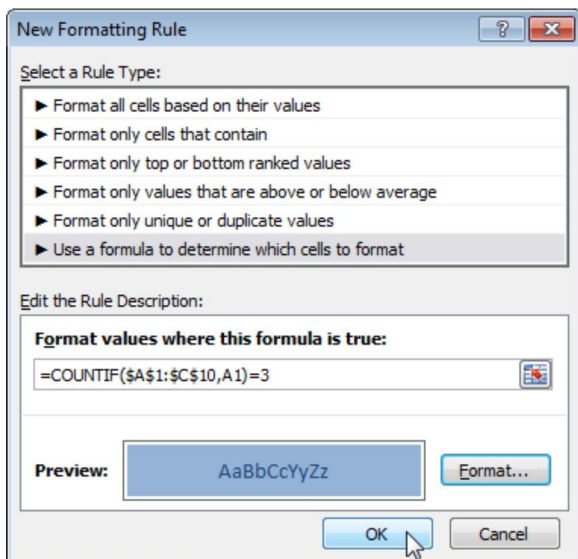 New Formatting Rule
Select a Rule Type:
► Format all cells based on their values
► Format only cells that contain
► Format only top or bottom ranked values
► Format only values that are above or below average
► Format only unique or duplicate values
► Use a formula to determine which cells to format
Edit the Rule Description:
Format values where this formula is true:
=COUNTIF($A$1:$C$10,A1)=3
Preview: AaBbCcYyZz Format...
OK Cancel